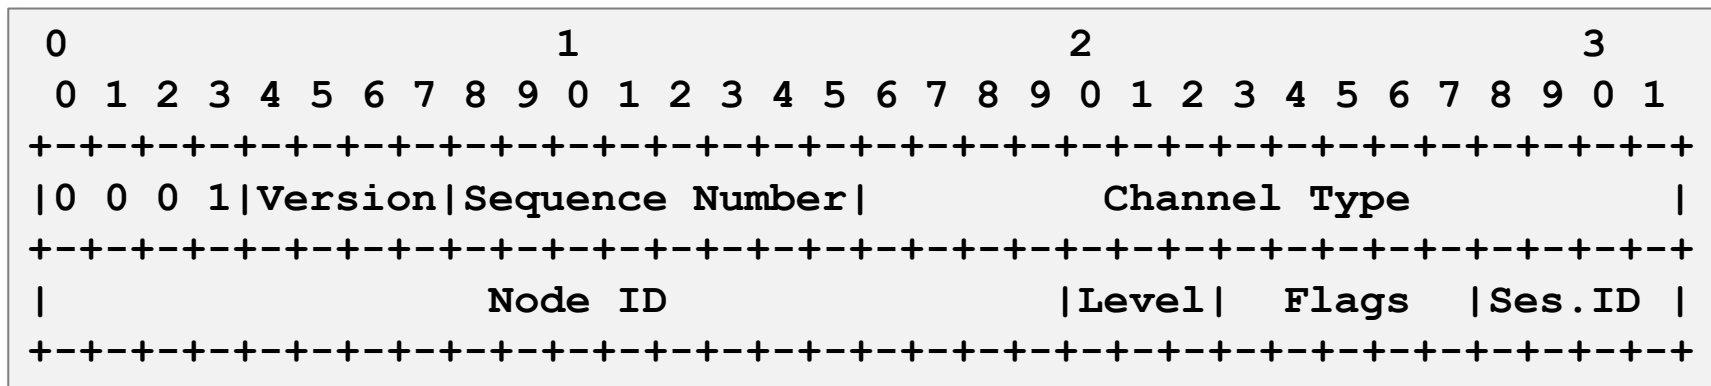 0                   1                   2                   3
 0 1 2 3 4 5 6 7 8 9 0 1 2 3 4 5 6 7 8 9 0 1 2 3 4 5 6 7 8 9 0 1
+-+-+-+-+-+-+-+-+-+-+-+-+-+-+-+-+-+-+-+-+-+-+-+-+-+-+-+-+-+-+-+-+
|0 0 0 1|Version|Sequence Number|         Channel Type          |
+-+-+-+-+-+-+-+-+-+-+-+-+-+-+-+-+-+-+-+-+-+-+-+-+-+-+-+-+-+-+-+-+
|                 Node ID               |Level|  Flags  |Ses.ID |
+-+-+-+-+-+-+-+-+-+-+-+-+-+-+-+-+-+-+-+-+-+-+-+-+-+-+-+-+-+-+-+-+